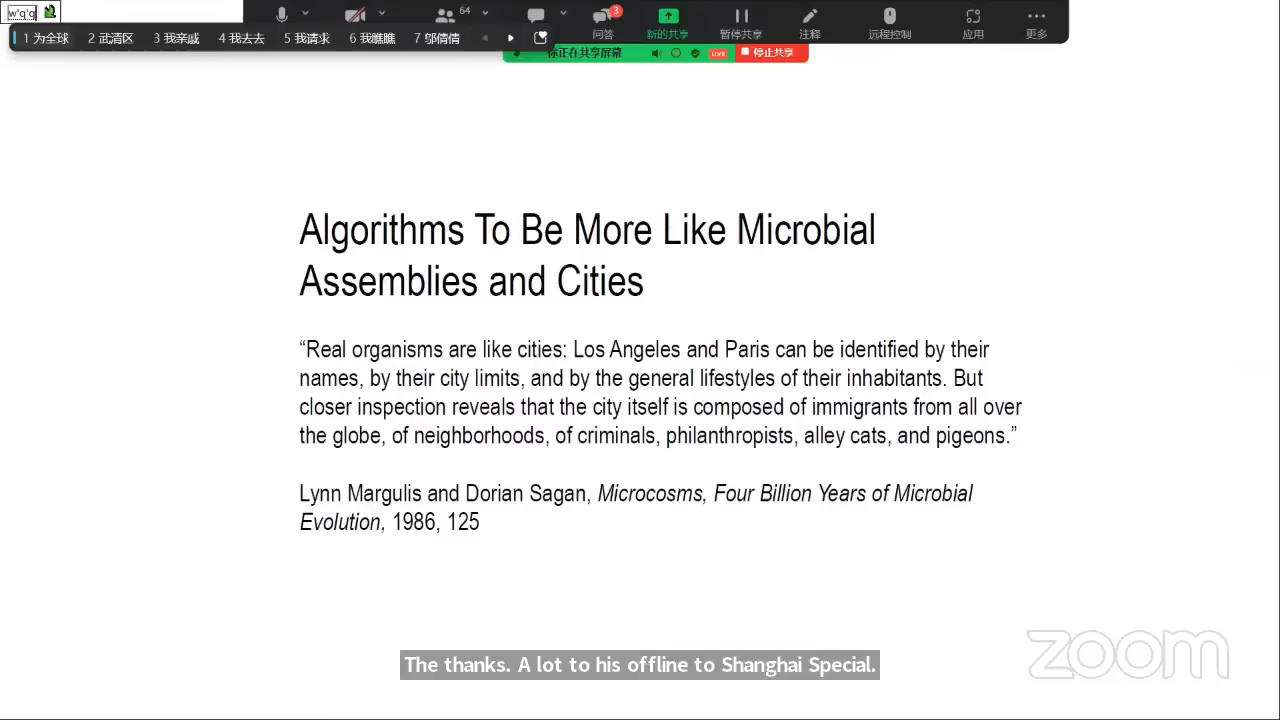 w'q'q
64
3
问答
新的共享
暂停共享
注释
远程控制
应用
更多
1 为全球 2 武清区 3 我亲戚 4 我去去 5 我请求 6 我瞧瞧 7 邬倩倩
你正在共享屏幕 LIVE 停止共享
Algorithms To Be More Like Microbial
Assemblies and Cities
“Real organisms are like cities: Los Angeles and Paris can be identified by their
names, by their city limits, and by the general lifestyles of their inhabitants. But
closer inspection reveals that the city itself is composed of immigrants from all over
the globe, of neighborhoods, of criminals, philanthropists, alley cats, and pigeons.”
Lynn Margulis and Dorian Sagan, Microcosms, Four Billion Years of Microbial
Evolution, 1986, 125
The thanks. A lot to his offline to Shanghai Special.
zoom